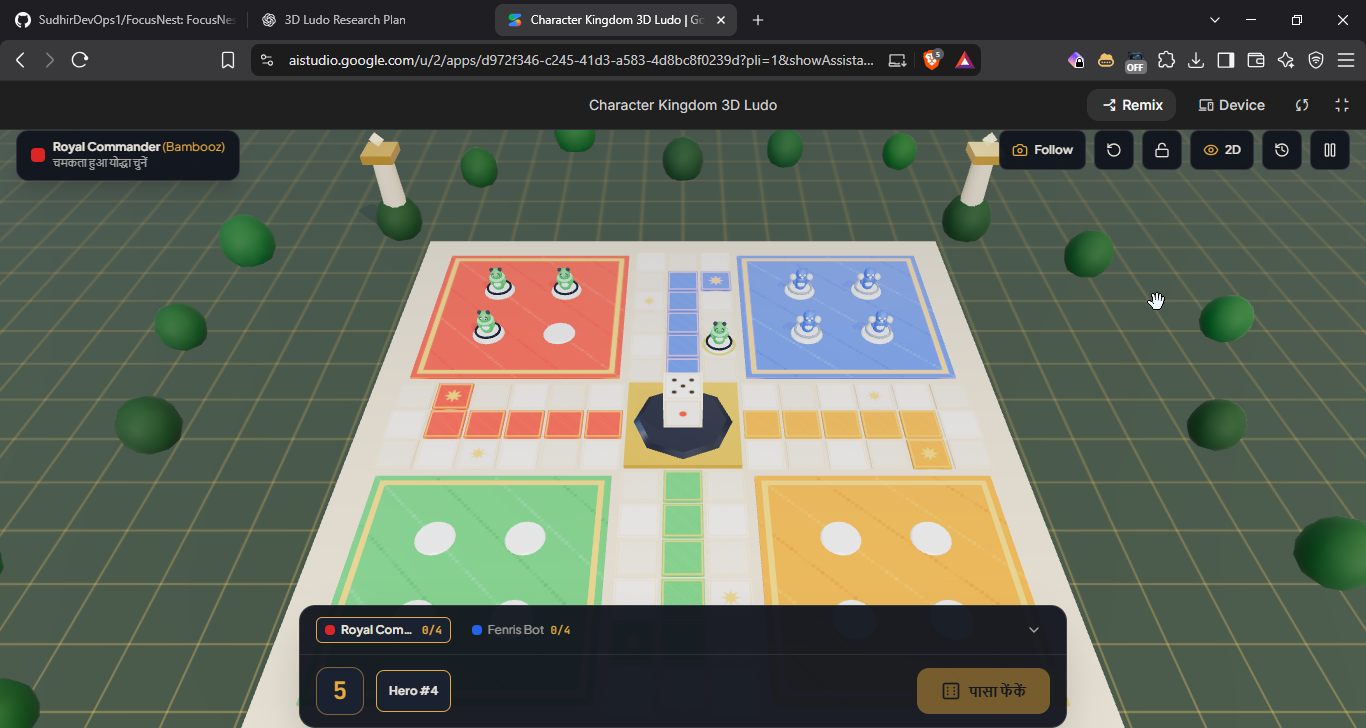 SudhirDevOps1/FocusNest: FocusNe
3D Ludo Research Plan
Character Kingdom 3D Ludo | Go
aistudio.google.com/u/2/apps/d972f346-c245-41d3-a583-4d8bc8f0239d?pli=1&showAssista...
5
OFF
Character Kingdom 3D Ludo
Remix
Device
Royal Commander (Bambooz)
चमकता हुआ योद्धा चुनें
Follow
2D
Royal Com... 0/4
Fenris Bot 0/4
5
Hero #4
पासा फेंकें